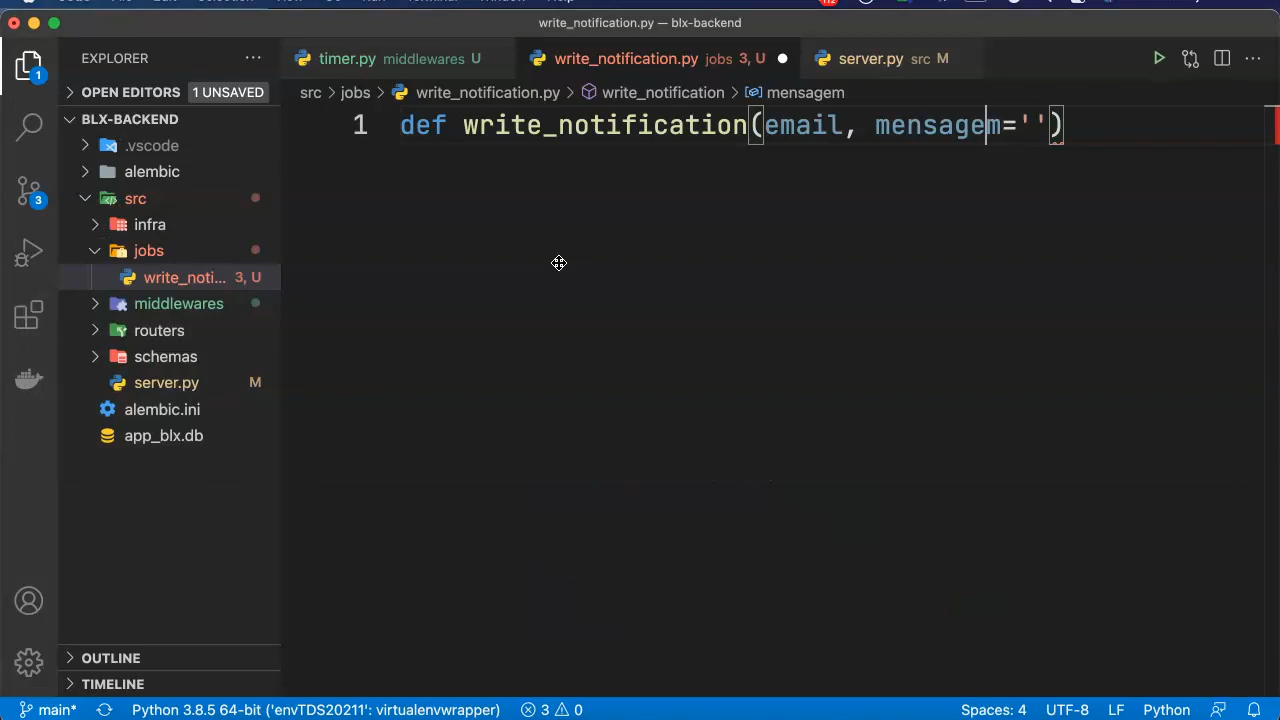 write_notification.py — blx-backend
EXPLORER
timer.py middlewares U
write_notification.py jobs 3, U
server.py src M
OPEN EDITORS 1 UNSAVED
src > jobs > write_notification.py > write_notification > mensagem
BLX-BACKEND
1 def write_notification(email, mensagem='')
.vscode
alembic
src
infra
jobs
write_noti... 3, U
middlewares
routers
schemas
server.py M
alembic.ini
app_blx.db
OUTLINE
TIMELINE
1
3
main* Python 3.8.5 64-bit ('envTDS20211': virtualenvwrapper) 3 0 Spaces: 4 UTF-8 LF Python